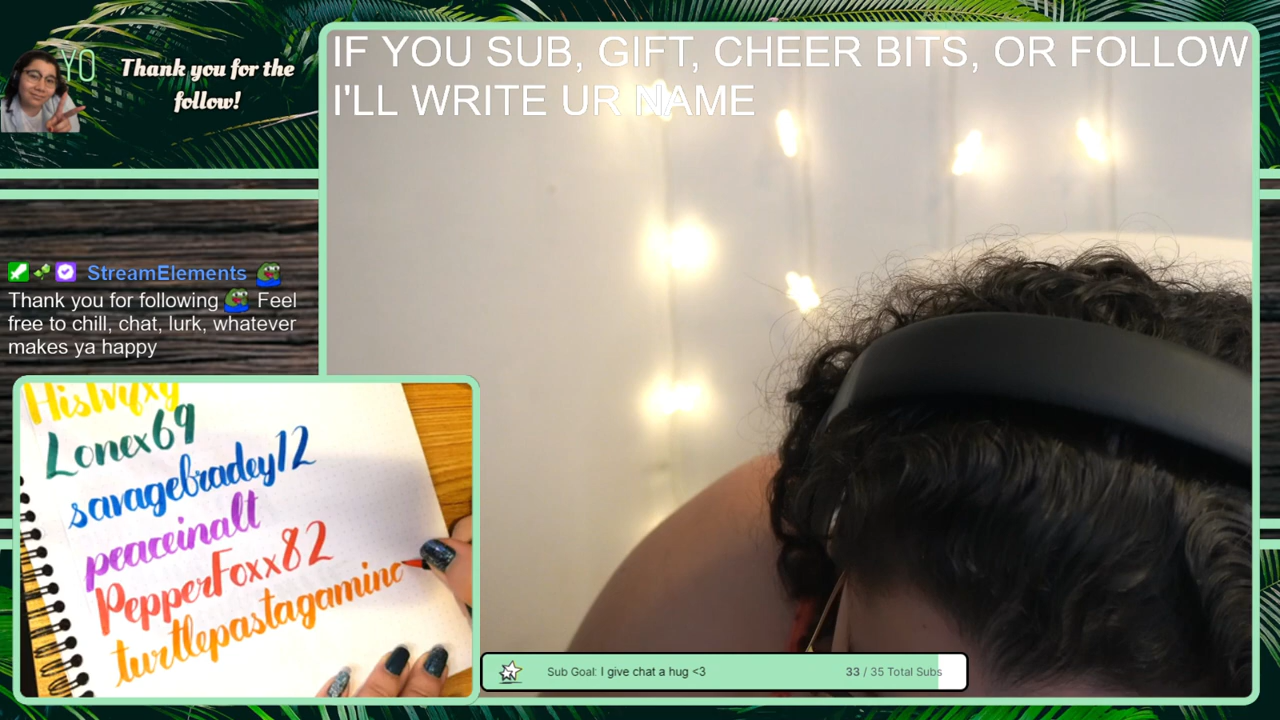 IF YOU SUB, GIFT, CHEER BITS, OR FOLLOW
I'LL WRITE UR NAME
YO
Thank you for the
follow!
StreamElements
Thank you for following Feel
free to chill, chat, lurk, whatever
makes ya happy
Lonex69
savagebradey12
peaceinalt
PepperFoxx82
turtlepastagaming
Sub Goal: I give chat a hug <3
33 / 35 Total Subs